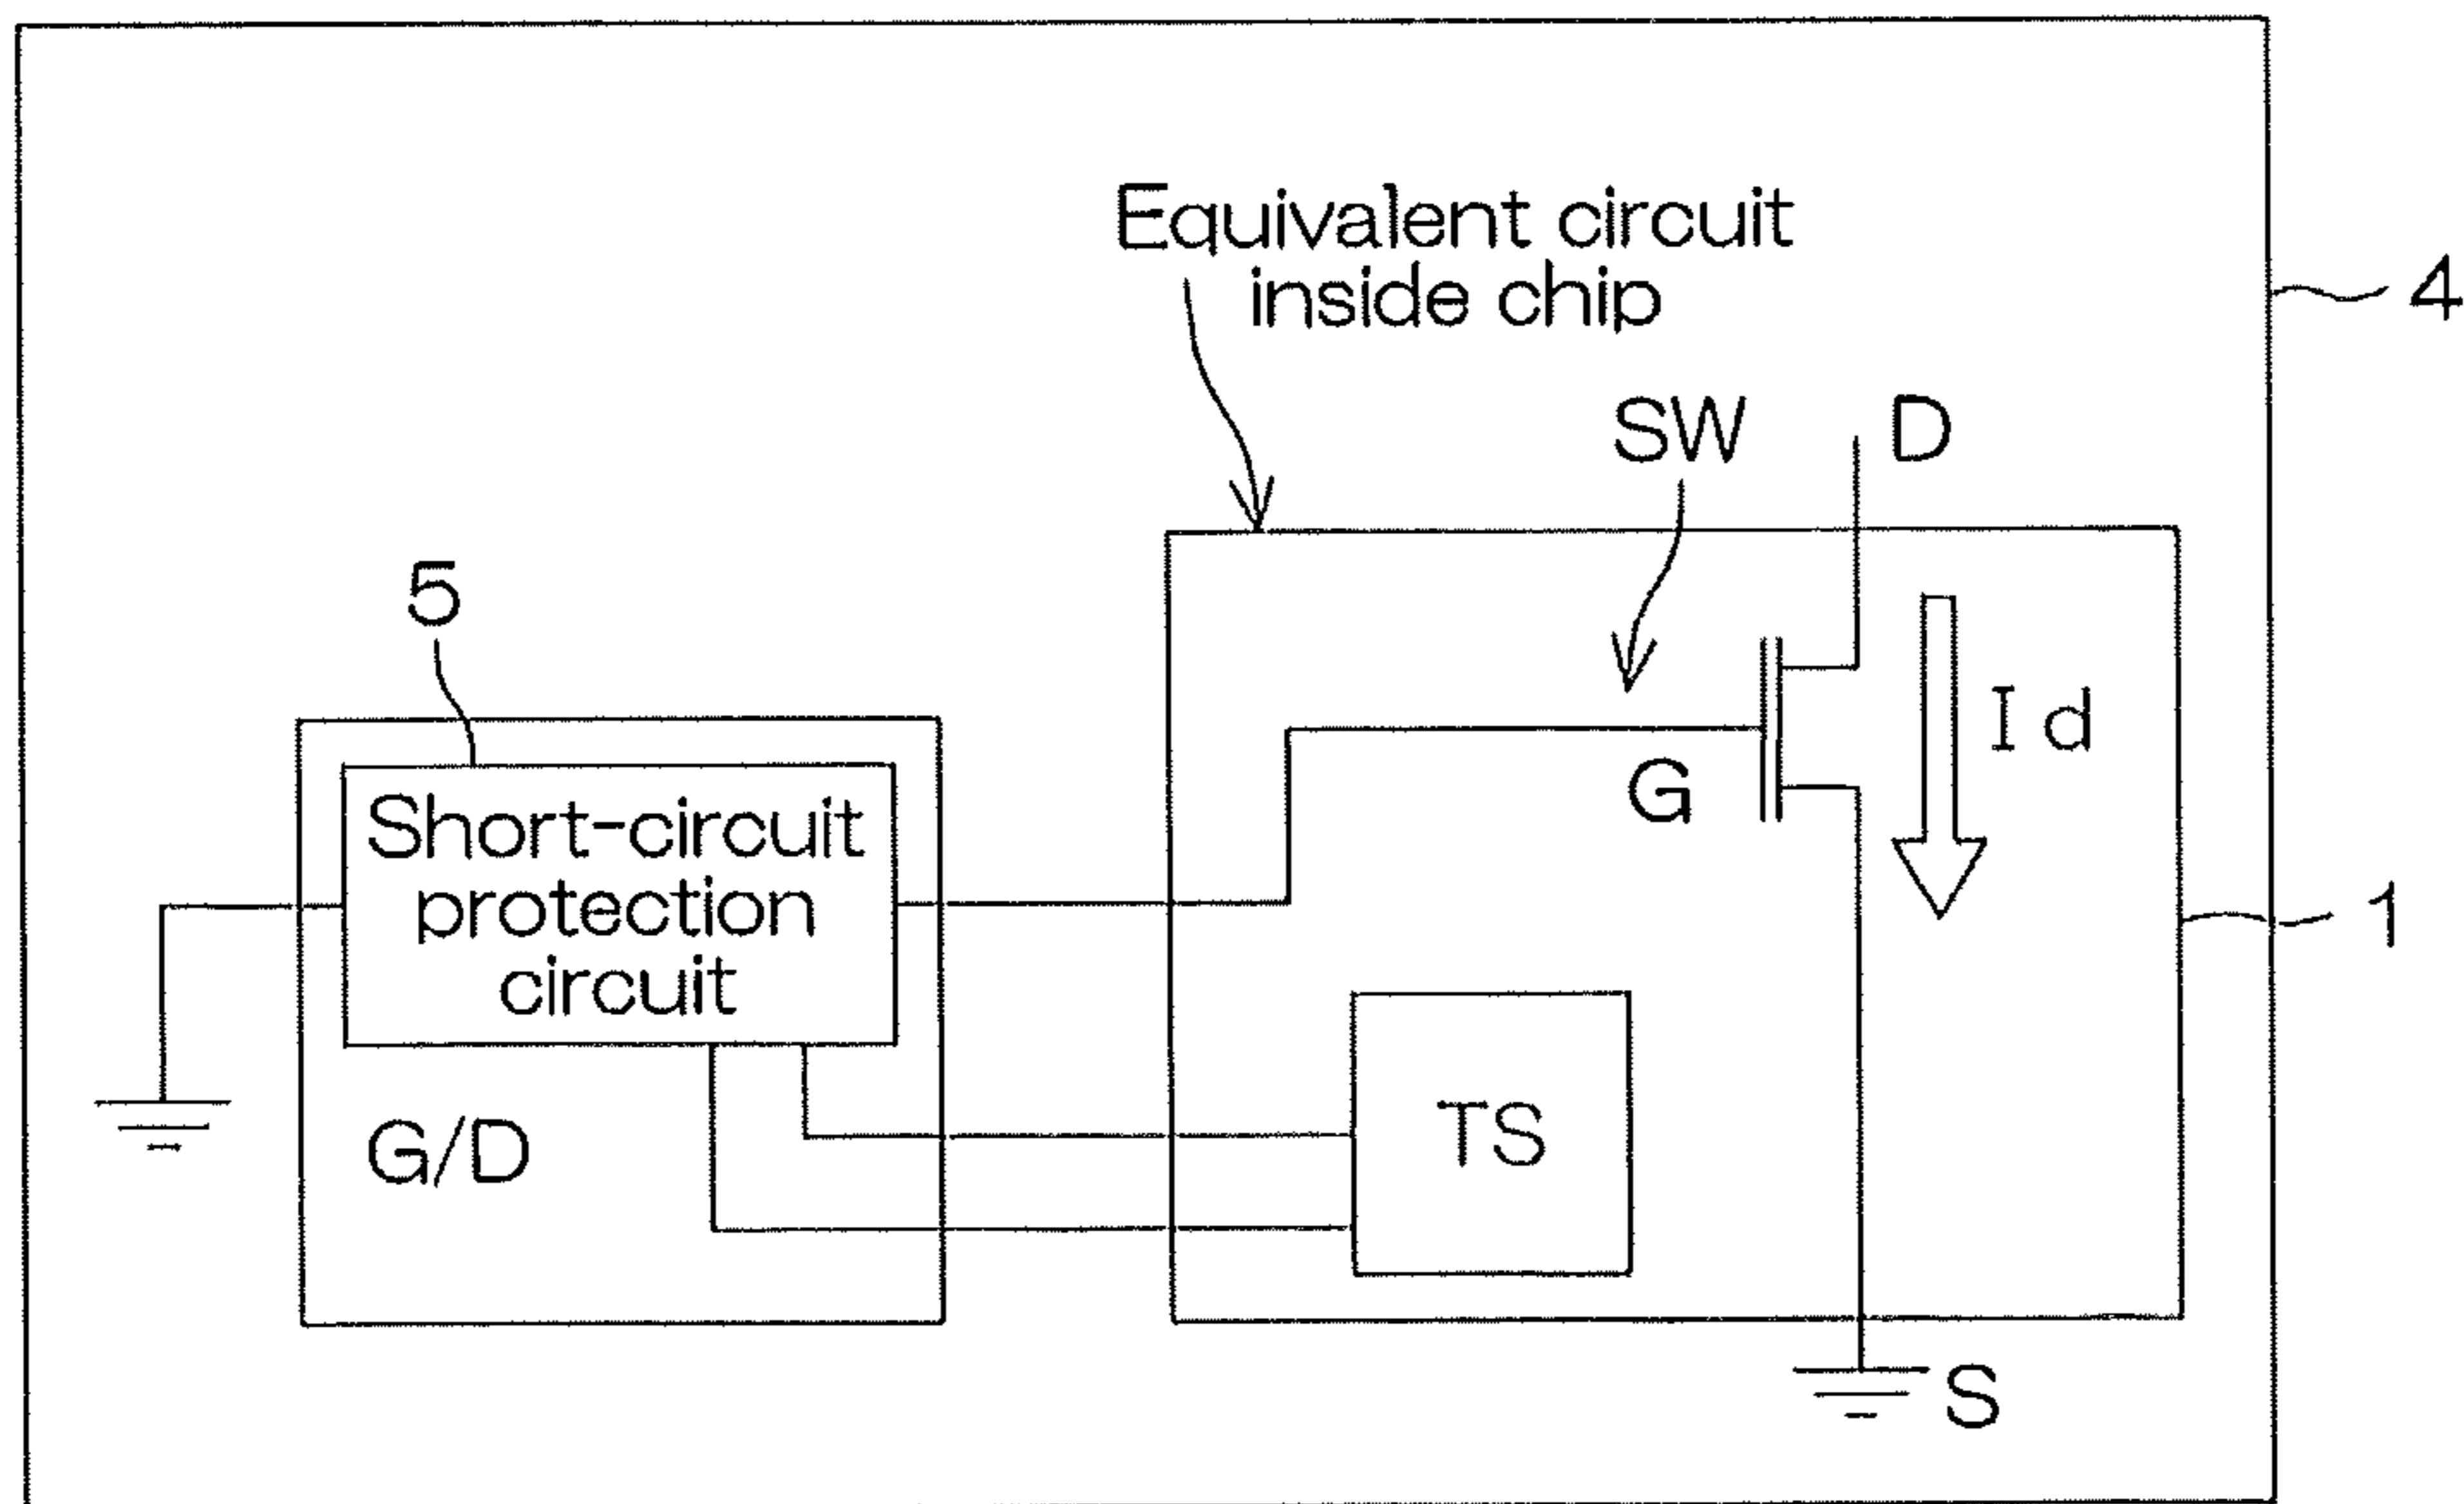 Equivalent circuit
inside chip
4
SW
D
5
Id
G
Short-circuit
protection
circuit
1
TS
G/D
S